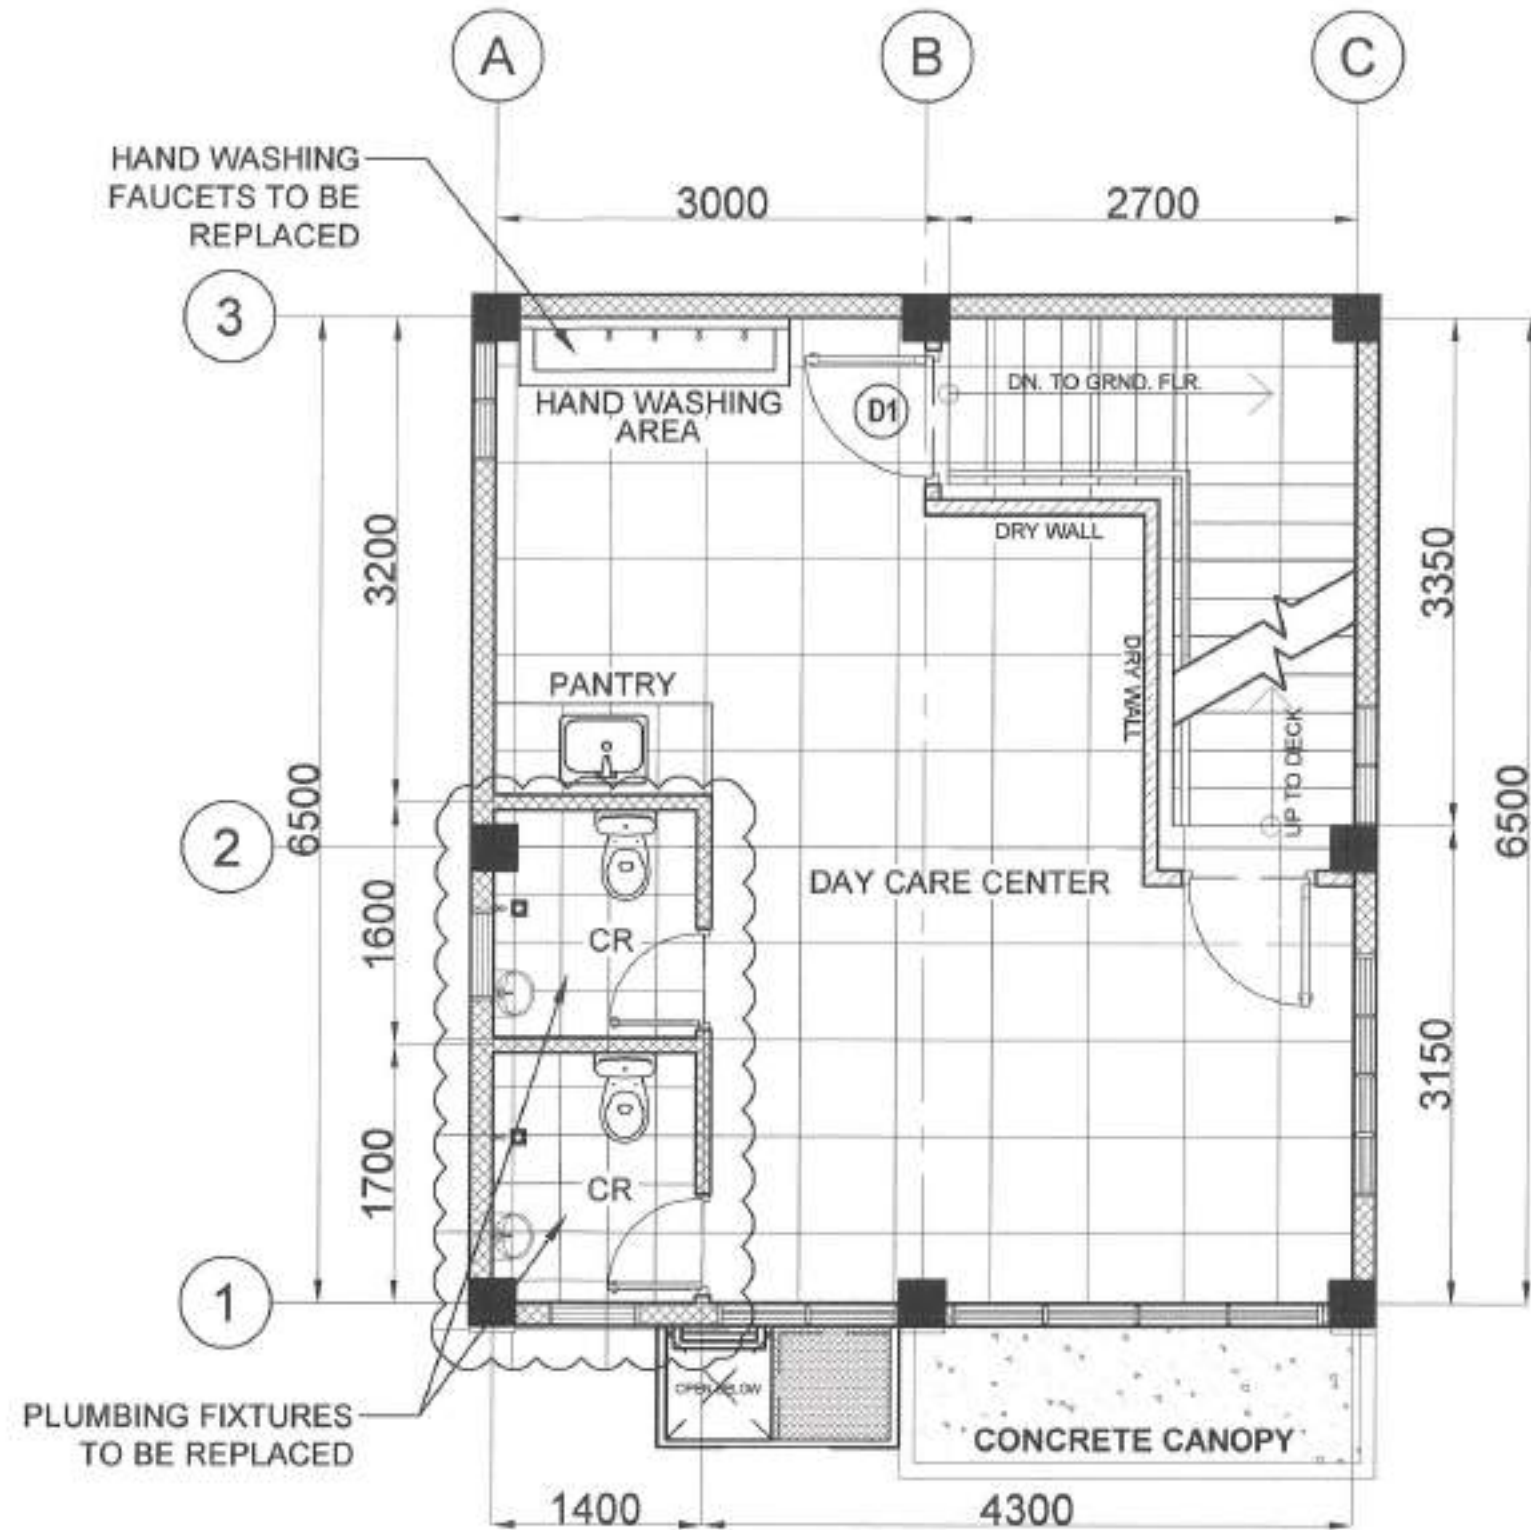 A
B
C
HAND WASHING
FAUCETS TO BE
REPLACED
3000
2700
3
HAND WASHING
AREA
D1
DN. TO GRND. FLR.
DRY WALL
3200
3350
DRY WALL
PANTRY
UP TO DECK
6500
6500
2
DAY CARE CENTER
1600
CR
3150
1700
CR
1
OPEN BELOW
PLUMBING FIXTURES
TO BE REPLACED
CONCRETE CANOPY
1400
4300